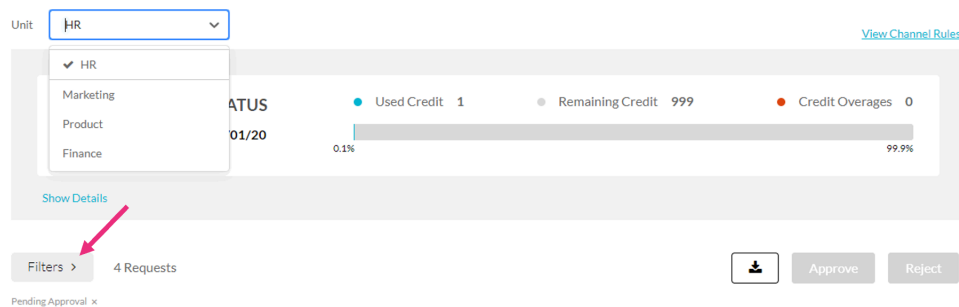 Unit HR
View Channel Rules
HR
Marketing
Product
Finance
ATUS
/01/20
Used Credit 1 Remaining Credit 999 Credit Overages 0
0.1% 99.9%
Show Details
Filters > 4 Requests Approve Reject
Pending Approval ×